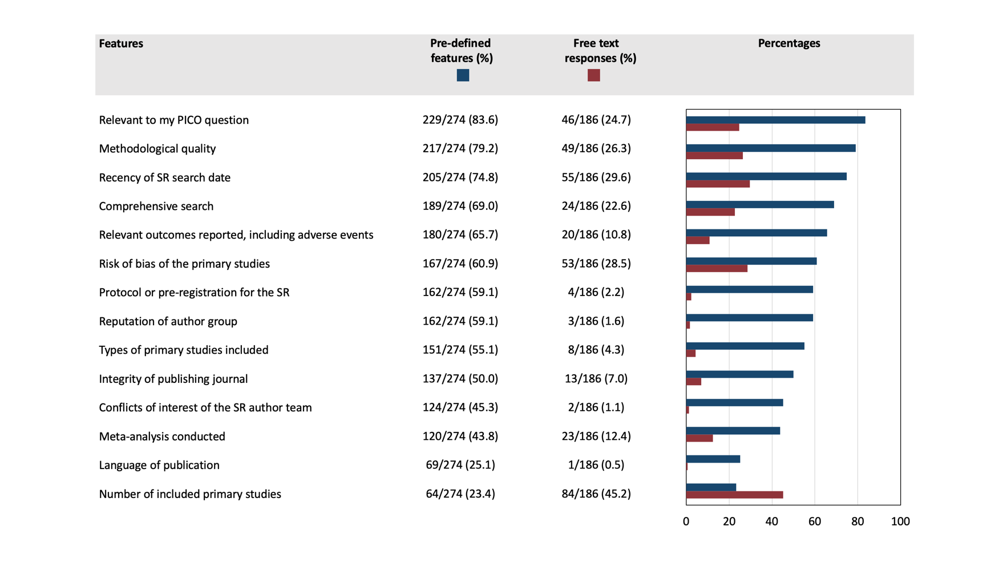 Features Pre-defined features (%) Free text responses (%) Percentages
Relevant to my PICO question 229/274 (83.6) 46/186 (24.7)
Methodological quality 217/274 (79.2) 49/186 (26.3)
Recency of SR search date 205/274 (74.8) 55/186 (29.6)
Comprehensive search 189/274 (69.0) 24/186 (22.6)
Relevant outcomes reported, including adverse events 180/274 (65.7) 20/186 (10.8)
Risk of bias of the primary studies 167/274 (60.9) 53/186 (28.5)
Protocol or pre-registration for the SR 162/274 (59.1) 4/186 (2.2)
Reputation of author group 162/274 (59.1) 3/186 (1.6)
Types of primary studies included 151/274 (55.1) 8/186 (4.3)
Integrity of publishing journal 137/274 (50.0) 13/186 (7.0)
Conflicts of interest of the SR author team 124/274 (45.3) 2/186 (1.1)
Meta-analysis conducted 120/274 (43.8) 23/186 (12.4)
Language of publication 69/274 (25.1) 1/186 (0.5)
Number of included primary studies 64/274 (23.4) 84/186 (45.2)
0 20 40 60 80 100